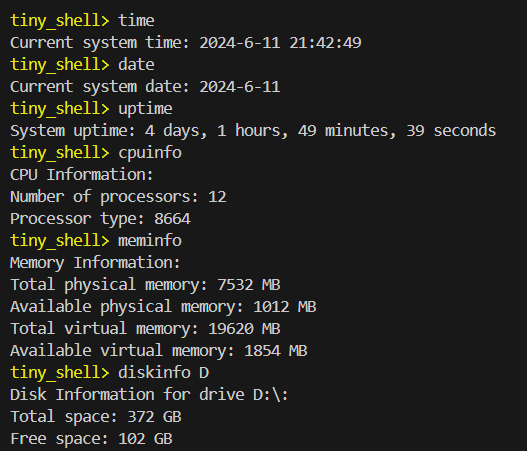 tiny_shell> time
Current system time: 2024-6-11 21:42:49
tiny_shell> date
Current system date: 2024-6-11
tiny_shell> uptime
System uptime: 4 days, 1 hours, 49 minutes, 39 seconds
tiny_shell> cpuinfo
CPU Information:
Number of processors: 12
Processor type: 8664
tiny_shell> meminfo
Memory Information:
Total physical memory: 7532 MB
Available physical memory: 1012 MB
Total virtual memory: 19620 MB
Available virtual memory: 1854 MB
tiny_shell> diskinfo D
Disk Information for drive D:\:
Total space: 372 GB
Free space: 102 GB